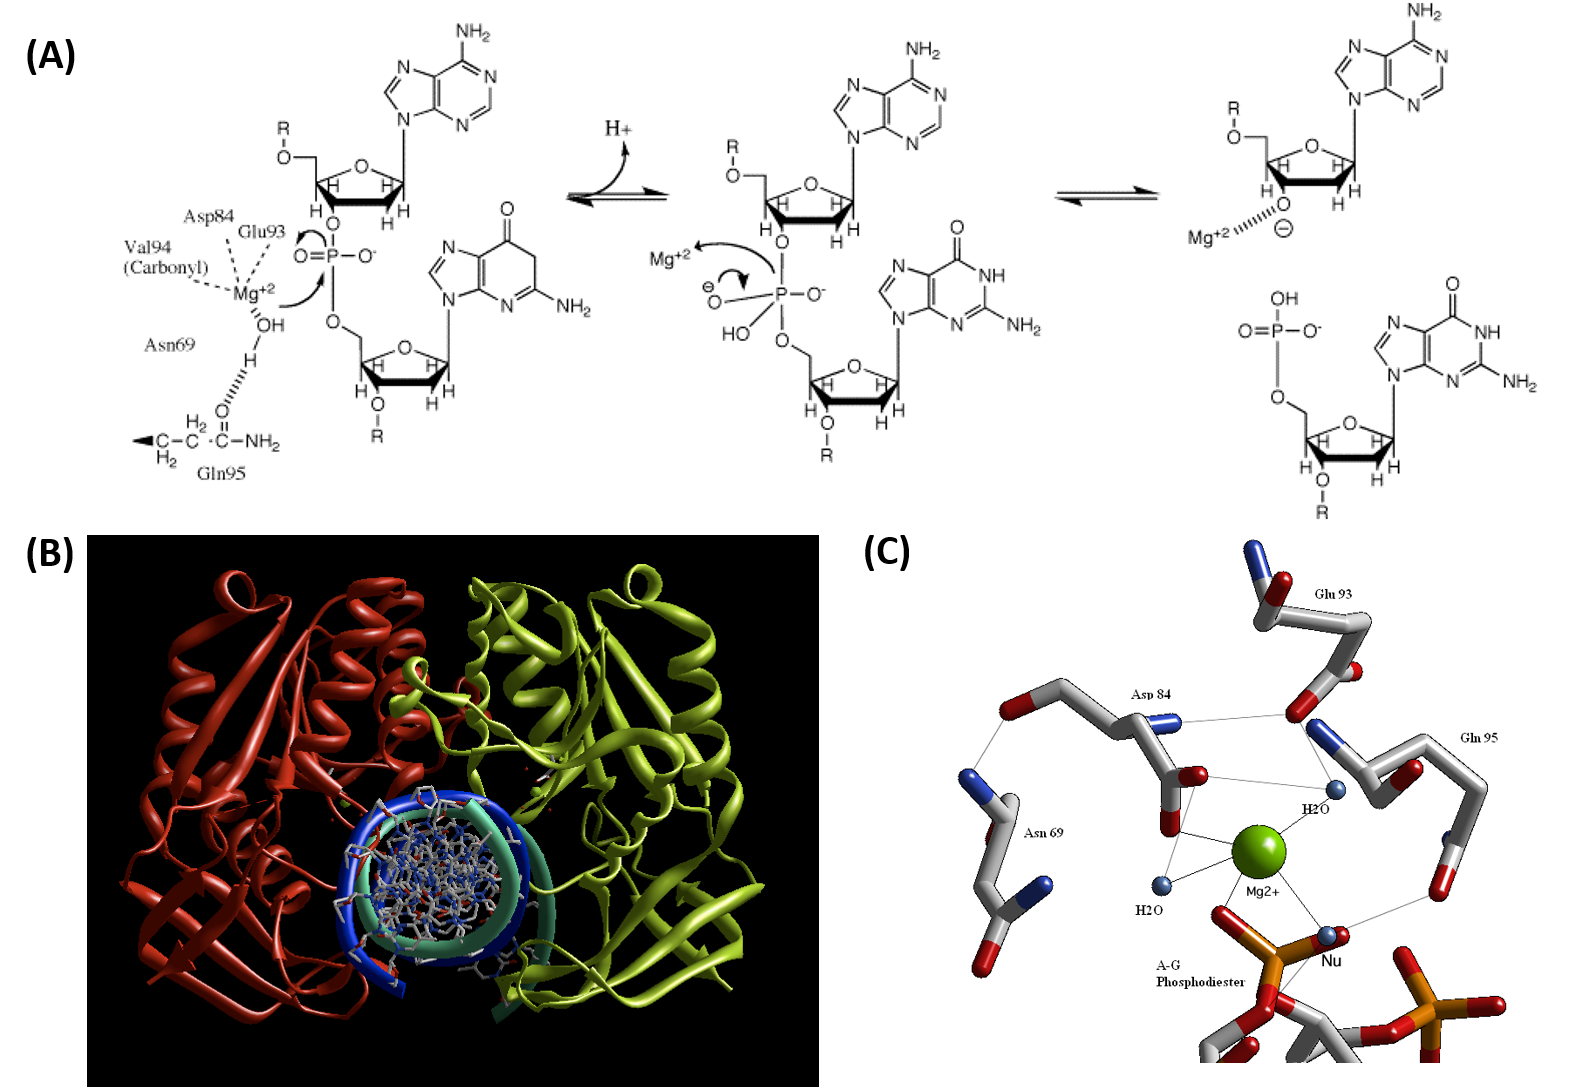 (A)
NH₂
N
N
N
N
R
O
O
H
H
H
H
O
O=P-O⁻
O
Asp84
Glu93
Val94
(Carbonyl)
Mg⁺²
OH
H
Asn69
O
H₂
C-C-C-NH₂
H₂
Gln95
O
N
N
N
NH₂
O
H
H
H
H
O
R
H+
NH₂
N
N
N
N
R
O
O
H
H
H
H
O
Mg⁺²
⊖
O
P-O⁻
HO
O
O
N
NH
N
N
NH₂
O
H
H
H
H
O
R
NH₂
N
N
N
N
R
O
O
H
H
H
H
O
⊖
Mg⁺²
OH
O=P-O⁻
O
O
N
NH
N
N
NH₂
O
H
H
H
H
O
R
(B)
(C)
Glu 93
Asp 84
Gln 95
H2O
Asn 69
Mg2+
H2O
Nu
A-G
Phosphodiester